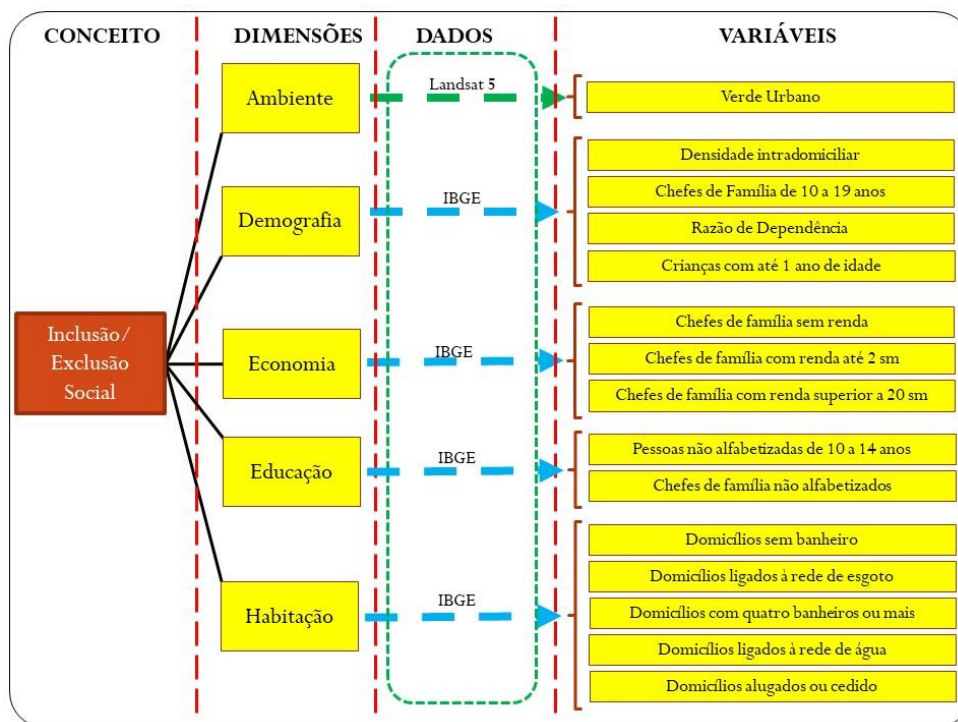 CONCEITO
DIMENSÕES
DADOS
VARIÁVEIS
Inclusão/
Exclusão
Social
Ambiente
Landsat 5
Verde Urbano
Demografia
IBGE
Densidade intradomiciliar
Chefes de Família de 10 a 19 anos
Razão de Dependência
Crianças com até 1 ano de idade
Economia
IBGE
Chefes de família sem renda
Chefes de família com renda até 2 sm
Chefes de família com renda superior a 20 sm
Educação
IBGE
Pessoas não alfabetizadas de 10 a 14 anos
Chefes de família não alfabetizados
Habitação
IBGE
Domicílios sem banheiro
Domicílios ligados à rede de esgoto
Domicílios com quatro banheiros ou mais
Domicílios ligados à rede de água
Domicílios alugados ou cedido